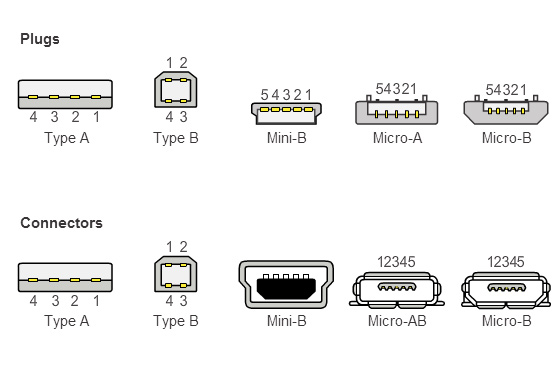 Plugs
1 2
5 4 3 2 1
54321
54321
4 3 2 1
4 3
Type A
Type B
Mini-B
Micro-A
Micro-B
Connectors
1 2
12345
12345
4 3 2 1
4 3
Type A
Type B
Mini-B
Micro-AB
Micro-B